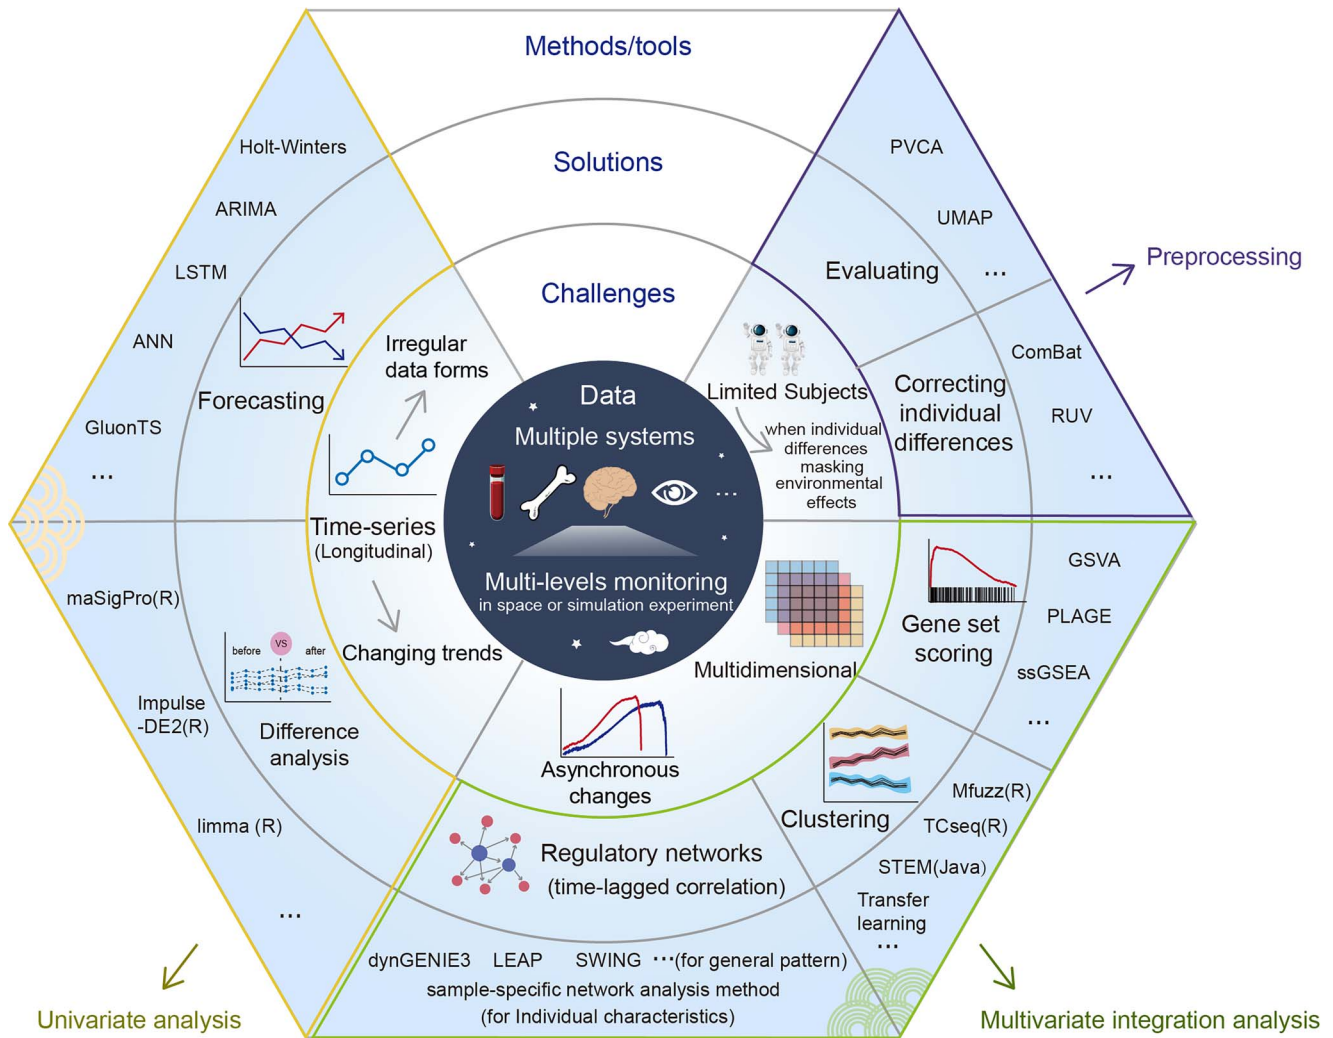 Methods/tools
Solutions
Challenges
Data
Multiple systems
...
Multi-levels monitoring
in space or simulation experiment
Holt-Winters
ARIMA
LSTM
ANN
GluonTS
...
Forecasting
Irregular
data forms
Time-series
(Longitudinal)
Changing trends
maSigPro(R)
Impulse
-DE2(R)
limma (R)
...
before
VS
after
Difference
analysis
Univariate analysis
PVCA
UMAP
...
Evaluating
Preprocessing
ComBat
RUV
...
Correcting
individual
differences
Limited Subjects
when individual
differences
masking
environmental
effects
Multidimensional
Gene set
scoring
GSVA
PLAGE
ssGSEA
...
Clustering
Mfuzz(R)
TCseq(R)
STEM(Java)
Transfer
learning
...
Asynchronous
changes
Regulatory networks
(time-lagged correlation)
dynGENIE3 LEAP SWING ...(for general pattern)
sample-specific network analysis method
(for Individual characteristics)
Multivariate integration analysis